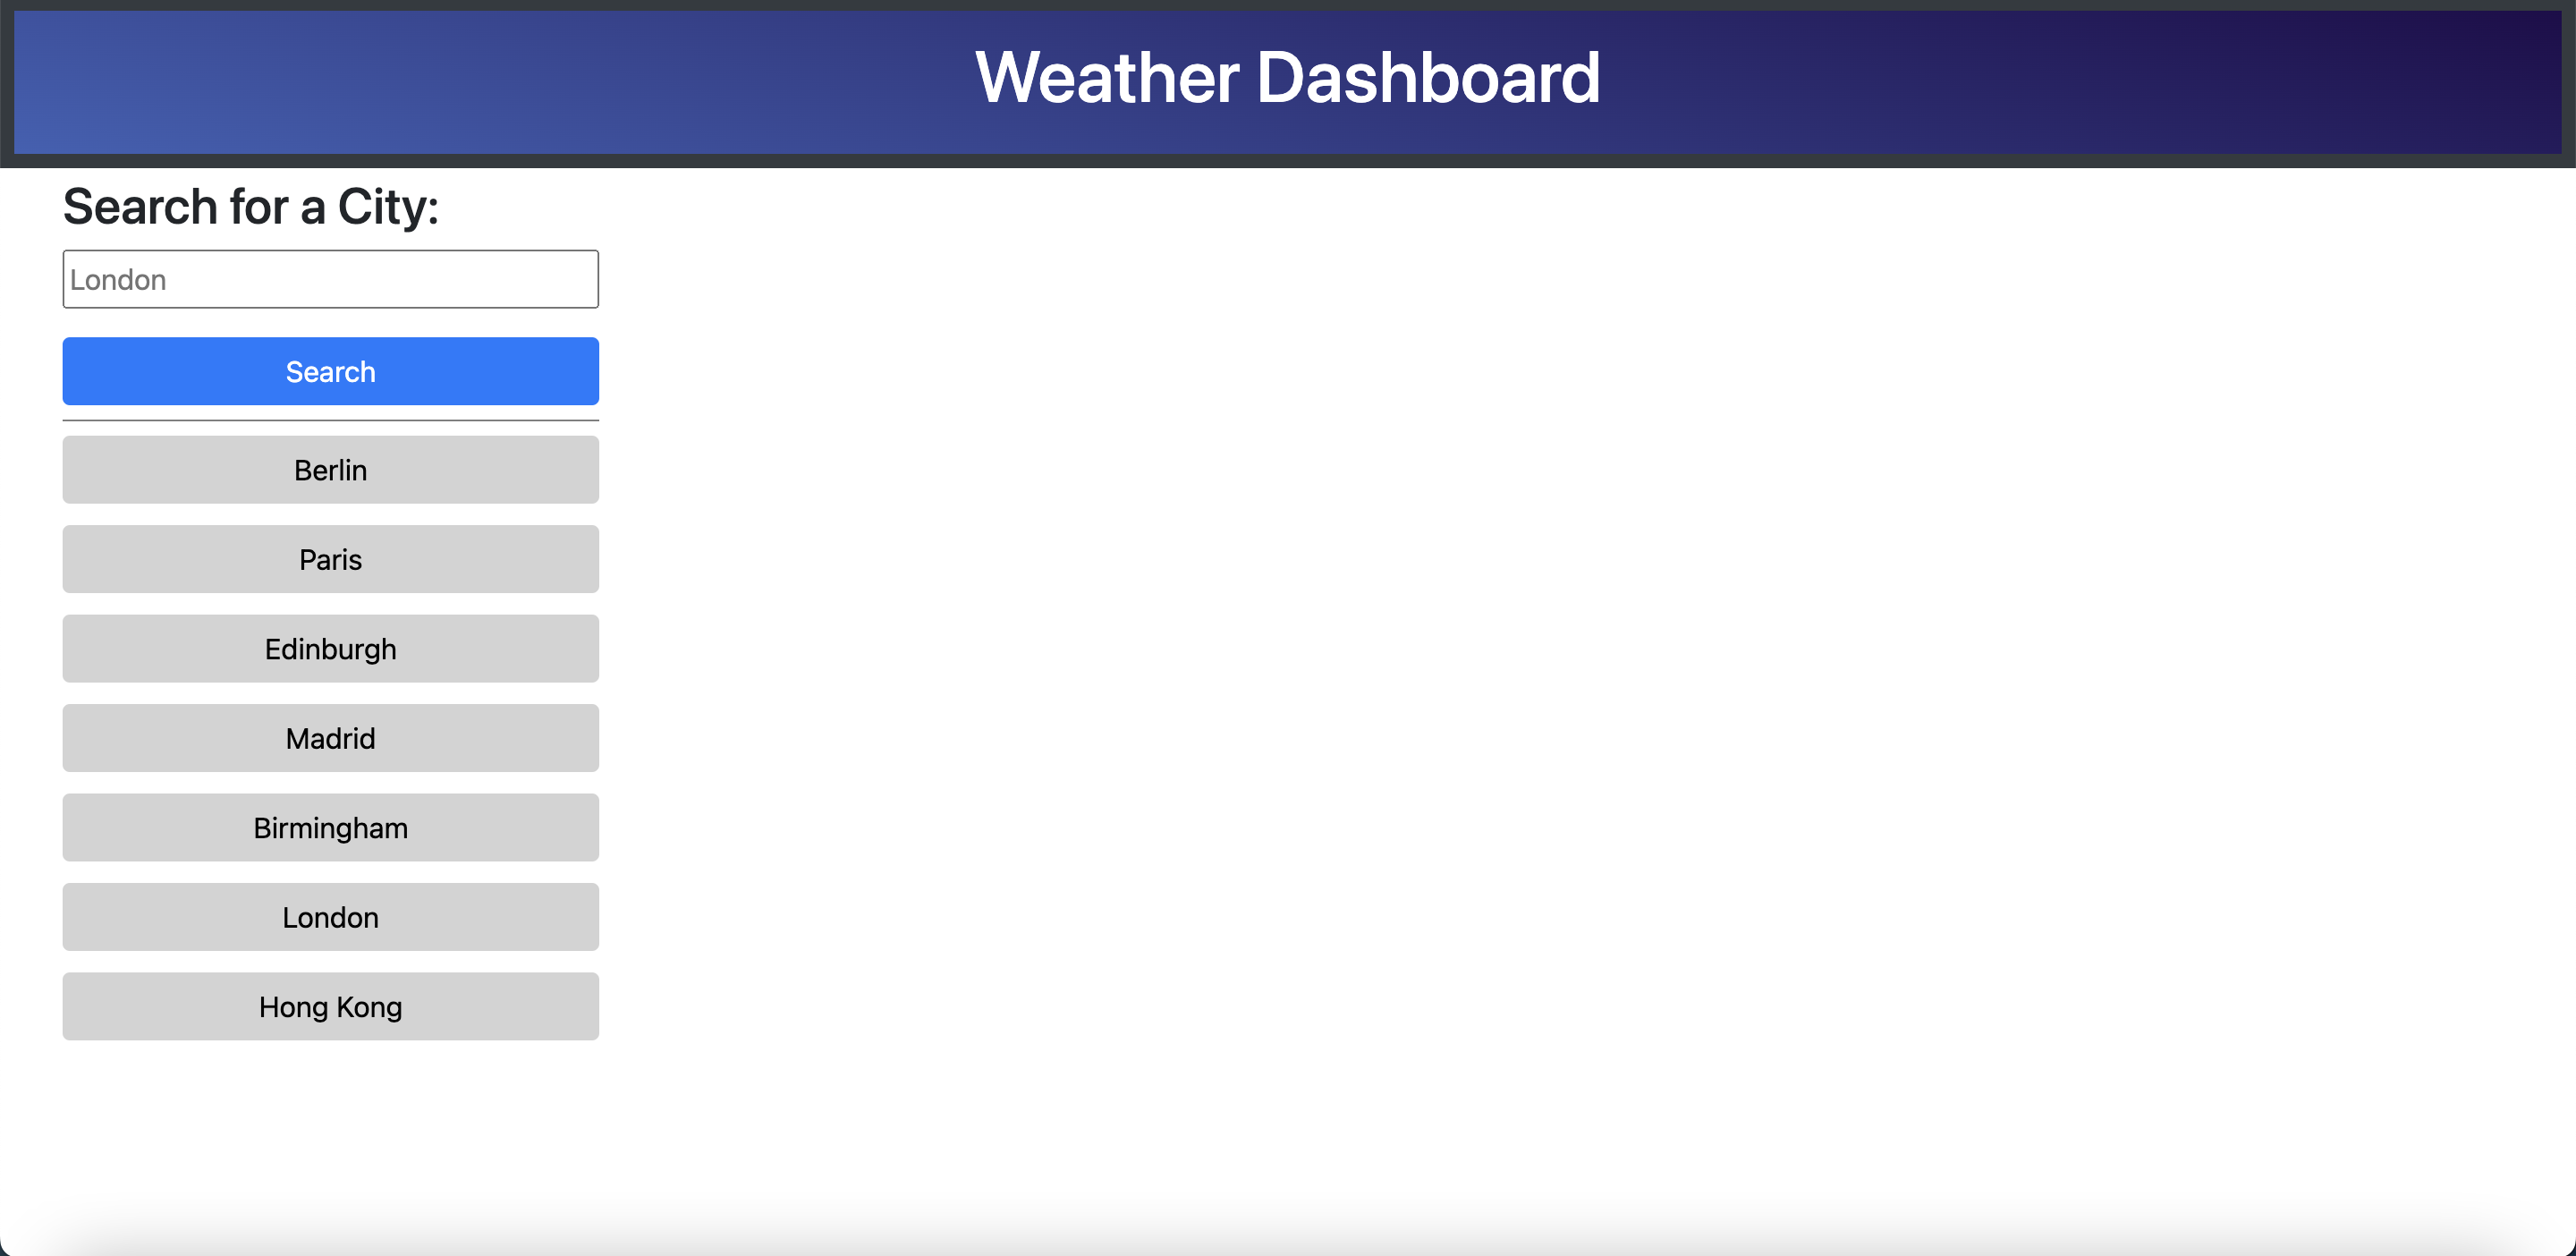 Weather Dashboard
Search for a City:
London
Search
Berlin
Paris
Edinburgh
Madrid
Birmingham
London
Hong Kong